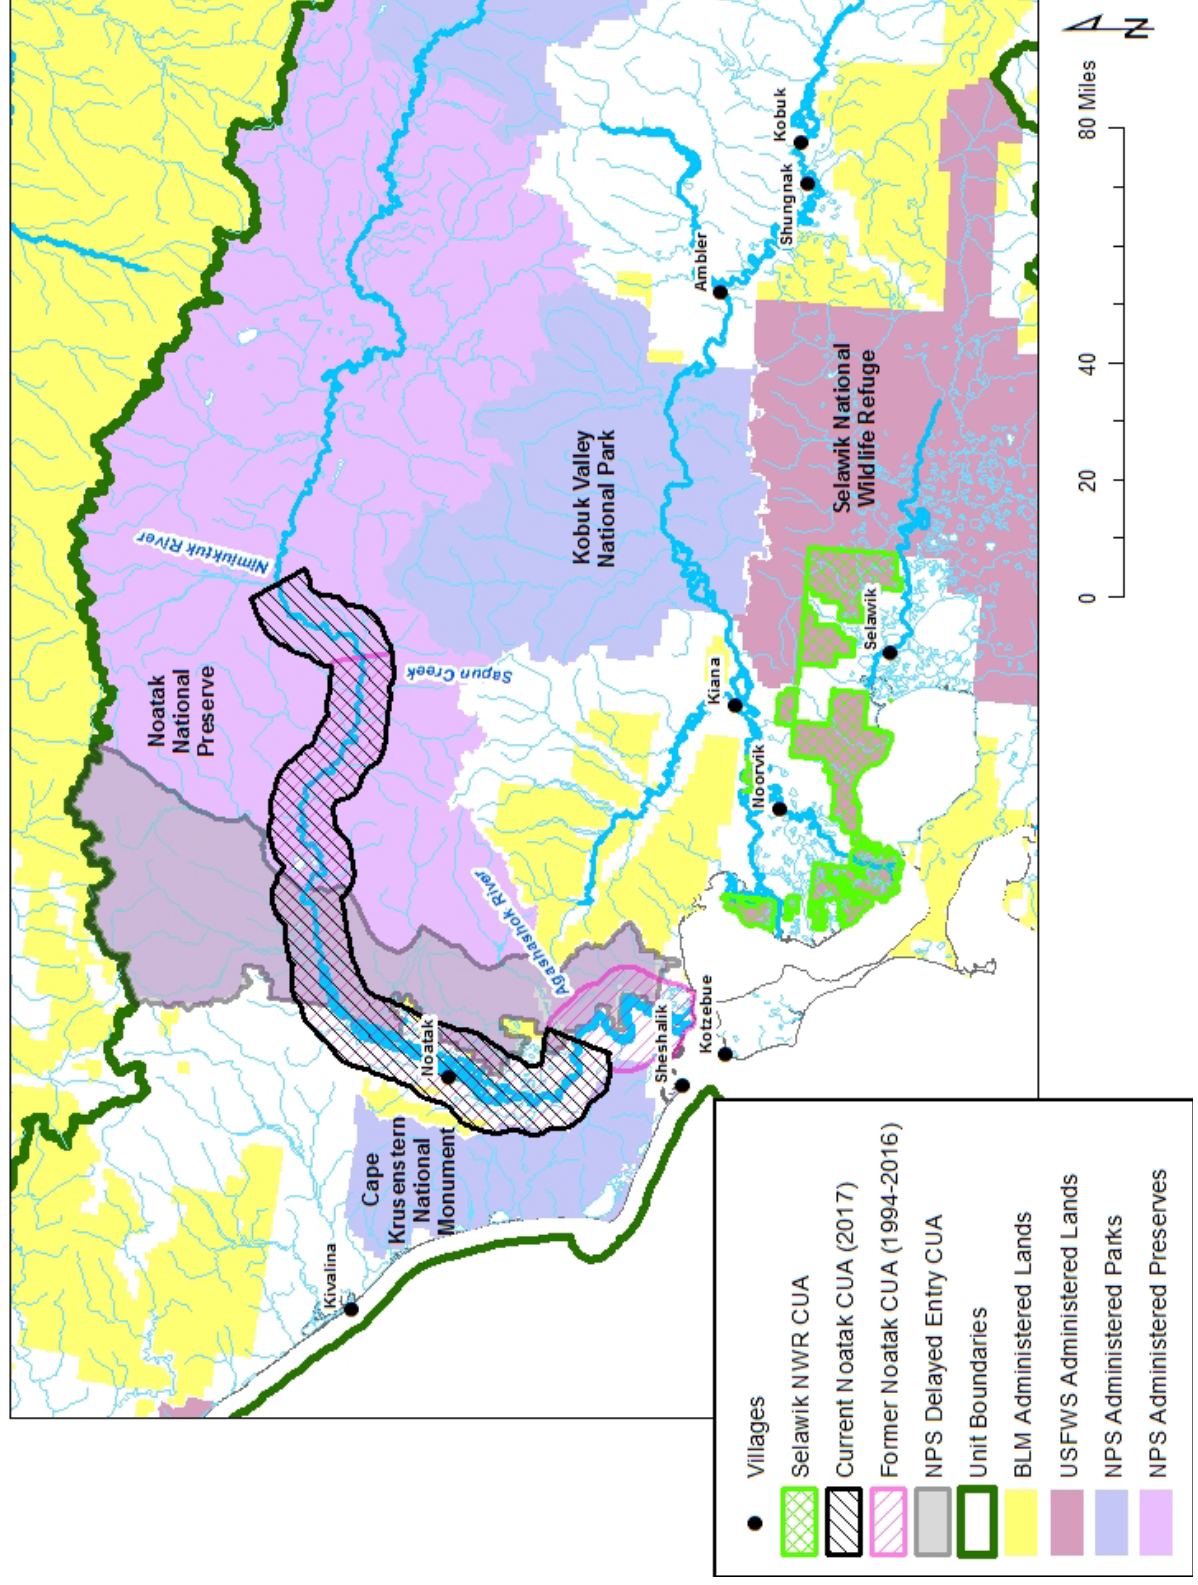 Noatak
National
Preserve
Nimiuktuk River
Sapun Creek
Agashashok River
Kivalina
Cape
Krusenstern
National
Monument
Noatak
Sheshalik
Kotzebue
Noorvik
Kiana
Selawik
Kobuk Valley
National Park
Selawik National
Wildlife Refuge
Ambler
Shungnak
Kobuk
Villages
Selawik NWR CUA
Current Noatak CUA (2017)
Former Noatak CUA (1994-2016)
NPS Delayed Entry CUA
Unit Boundaries
BLM Administered Lands
USFWS Administered Lands
NPS Administered Parks
NPS Administered Preserves
0 20 40 80 Miles
N